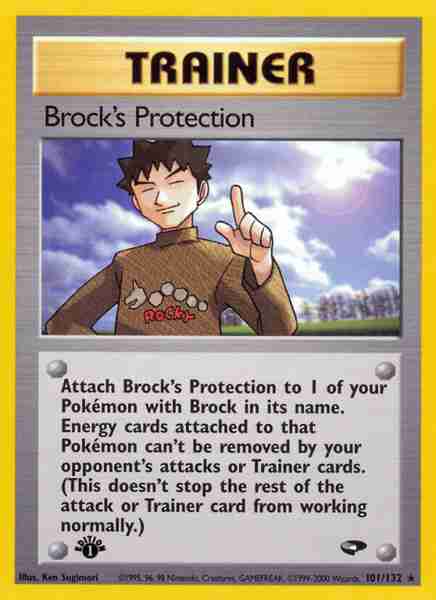 TRAINER
Brock's Protection
Rocky
Attach Brock's Protection to 1 of your
Pokémon with Brock in its name.
Energy cards attached to that
Pokémon can't be removed by your
opponent's attacks or Trainer cards.
(This doesn't stop the rest of the
attack or Trainer card from working
normally.)
EDITION
1
Illus. Ken Sugimori ©1995, 96, 98 Nintendo, Creatures, GAMEFREAK. ©1999-2000 Wizards. 101/132 ★